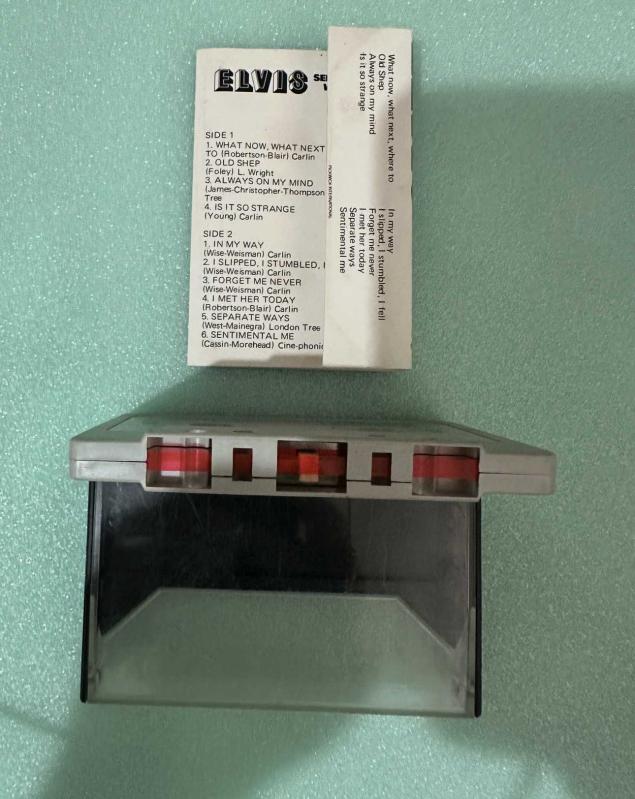 ELVIS SE
SIDE 1
1. WHAT NOW, WHAT NEXT
TO (Robertson-Blair) Carlin
2. OLD SHEP
(Foley) L. Wright
3. ALWAYS ON MY MIND
(James-Christopher-Thompson
Tree
4. IS IT SO STRANGE
(Young) Carlin
SIDE 2
1. IN MY WAY
(Wise-Weisman) Carlin
2. I SLIPPED, I STUMBLED, I
(Wise-Weisman) Carlin
3. FORGET ME NEVER
(Wise-Weisman) Carlin
4. I MET HER TODAY
(Robertson-Blair) Carlin
5. SEPARATE WAYS
(West-Mainegra) London Tree
6. SENTIMENTAL ME
(Cassin-Morehead) Cine-phonic
What now, what next, where to
Old Shep
Always on my mind
Is it so strange
In my way
I slipped, I stumbled, I fell
Forget me never
I met her today
Separate ways
Sentimental me
PICKWICK INTERNATIONAL